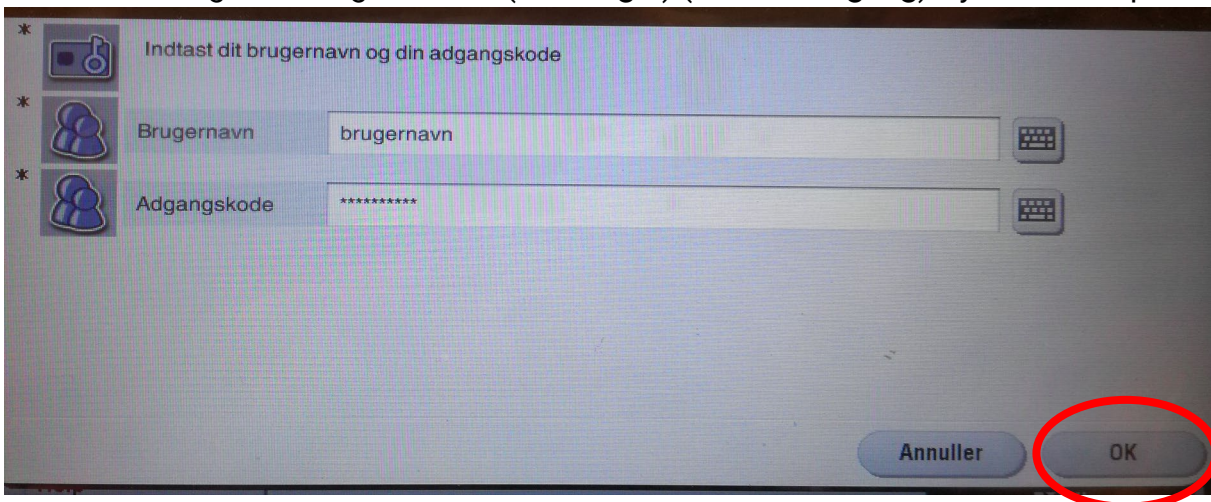 * Indtast dit brugernavn og din adgangskode
* Brugernavn brugernavn
* Adgangskode **********
Annuller OK